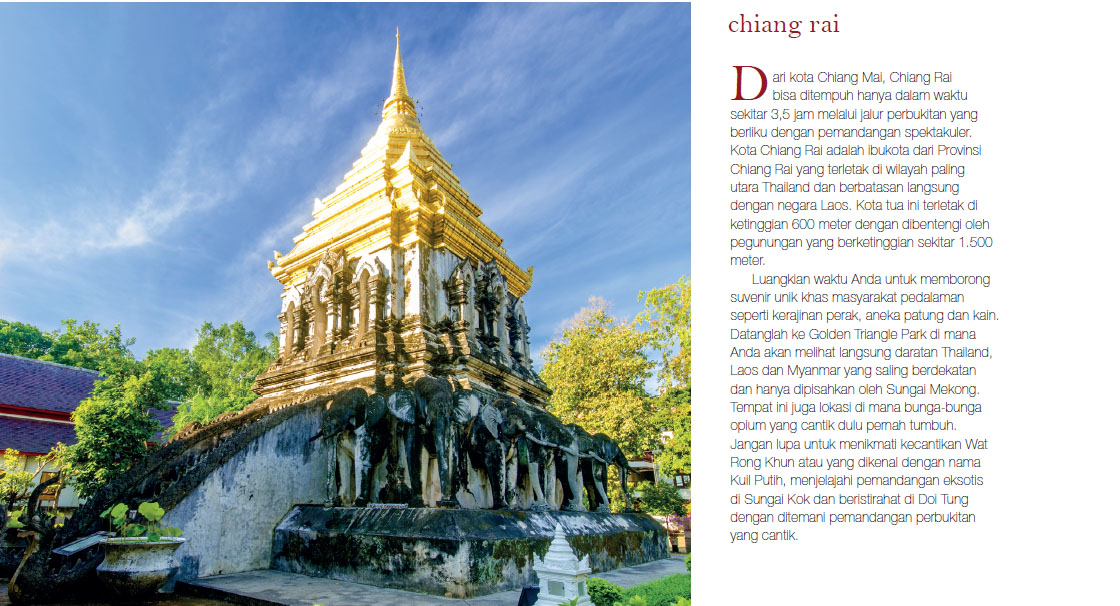 chiang rai
Dari kota Chiang Mai, Chiang Rai
bisa ditempuh hanya dalam waktu
sekitar 3,5 jam melalui jalur perbukitan yang
berliku dengan pemandangan spektakuler.
Kota Chiang Rai adalah ibukota dari Provinsi
Chiang Rai yang terletak di wilayah paling
utara Thailand dan berbatasan langsung
dengan negara Laos. Kota tua ini terletak di
ketinggian 600 meter dengan dibentengi oleh
pegunungan yang berketinggian sekitar 1.500
meter.
Luangkian waktu Anda untuk memborong
suvenir unik khas masyarakat pedalaman
seperti kerajinan perak, aneka patung dan kain.
Datanglah ke Golden Triangle Park di mana
Anda akan melihat langsung daratan Thailand,
Laos dan Myanmar yang saling berdekatan
dan hanya dipisahkan oleh Sungai Mekong.
Tempat ini juga lokasi di mana bunga-bunga
opium yang cantik dulu pernah tumbuh.
Jangan lupa untuk menikmati kecantikan Wat
Rong Khun atau yang dikenal dengan nama
Kuil Putih, menjelajahi pemandangan eksotis
di Sungai Kok dan beristirahat di Doi Tung
dengan ditemani pemandangan perbukitan
yang cantik.